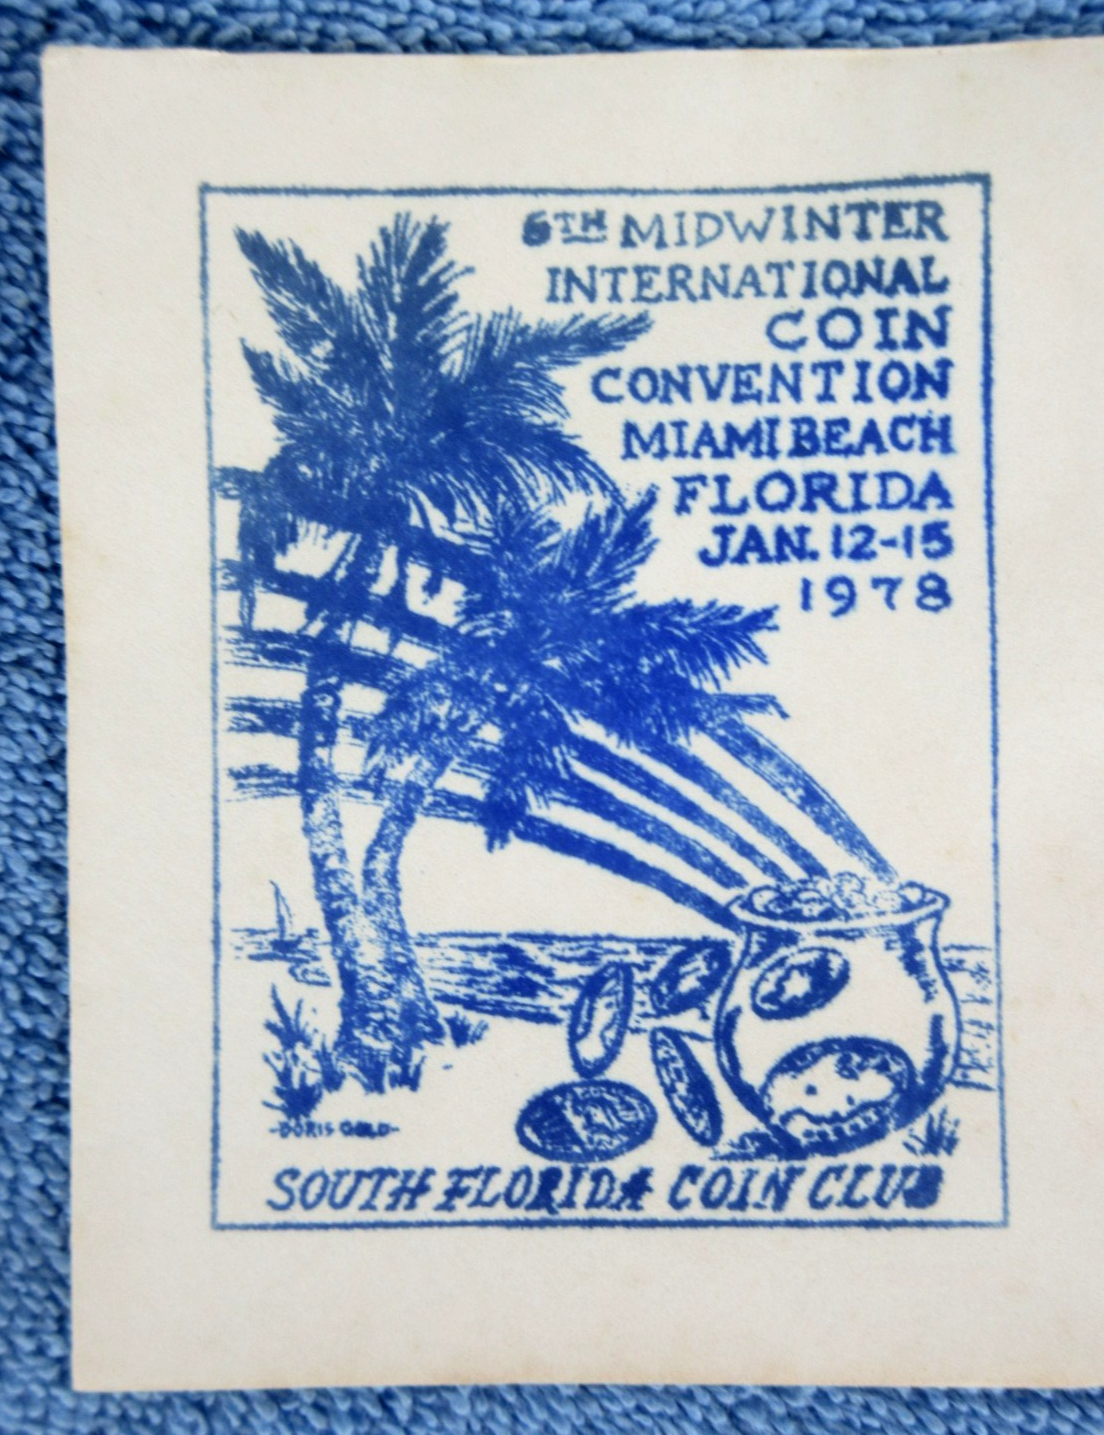 6TH MIDWINTER
INTERNATIONAL
COIN
CONVENTION
MIAMI BEACH
FLORIDA
JAN. 12-15
1978
-DORIS GOLD-
SOUTH FLORIDA COIN CLUB